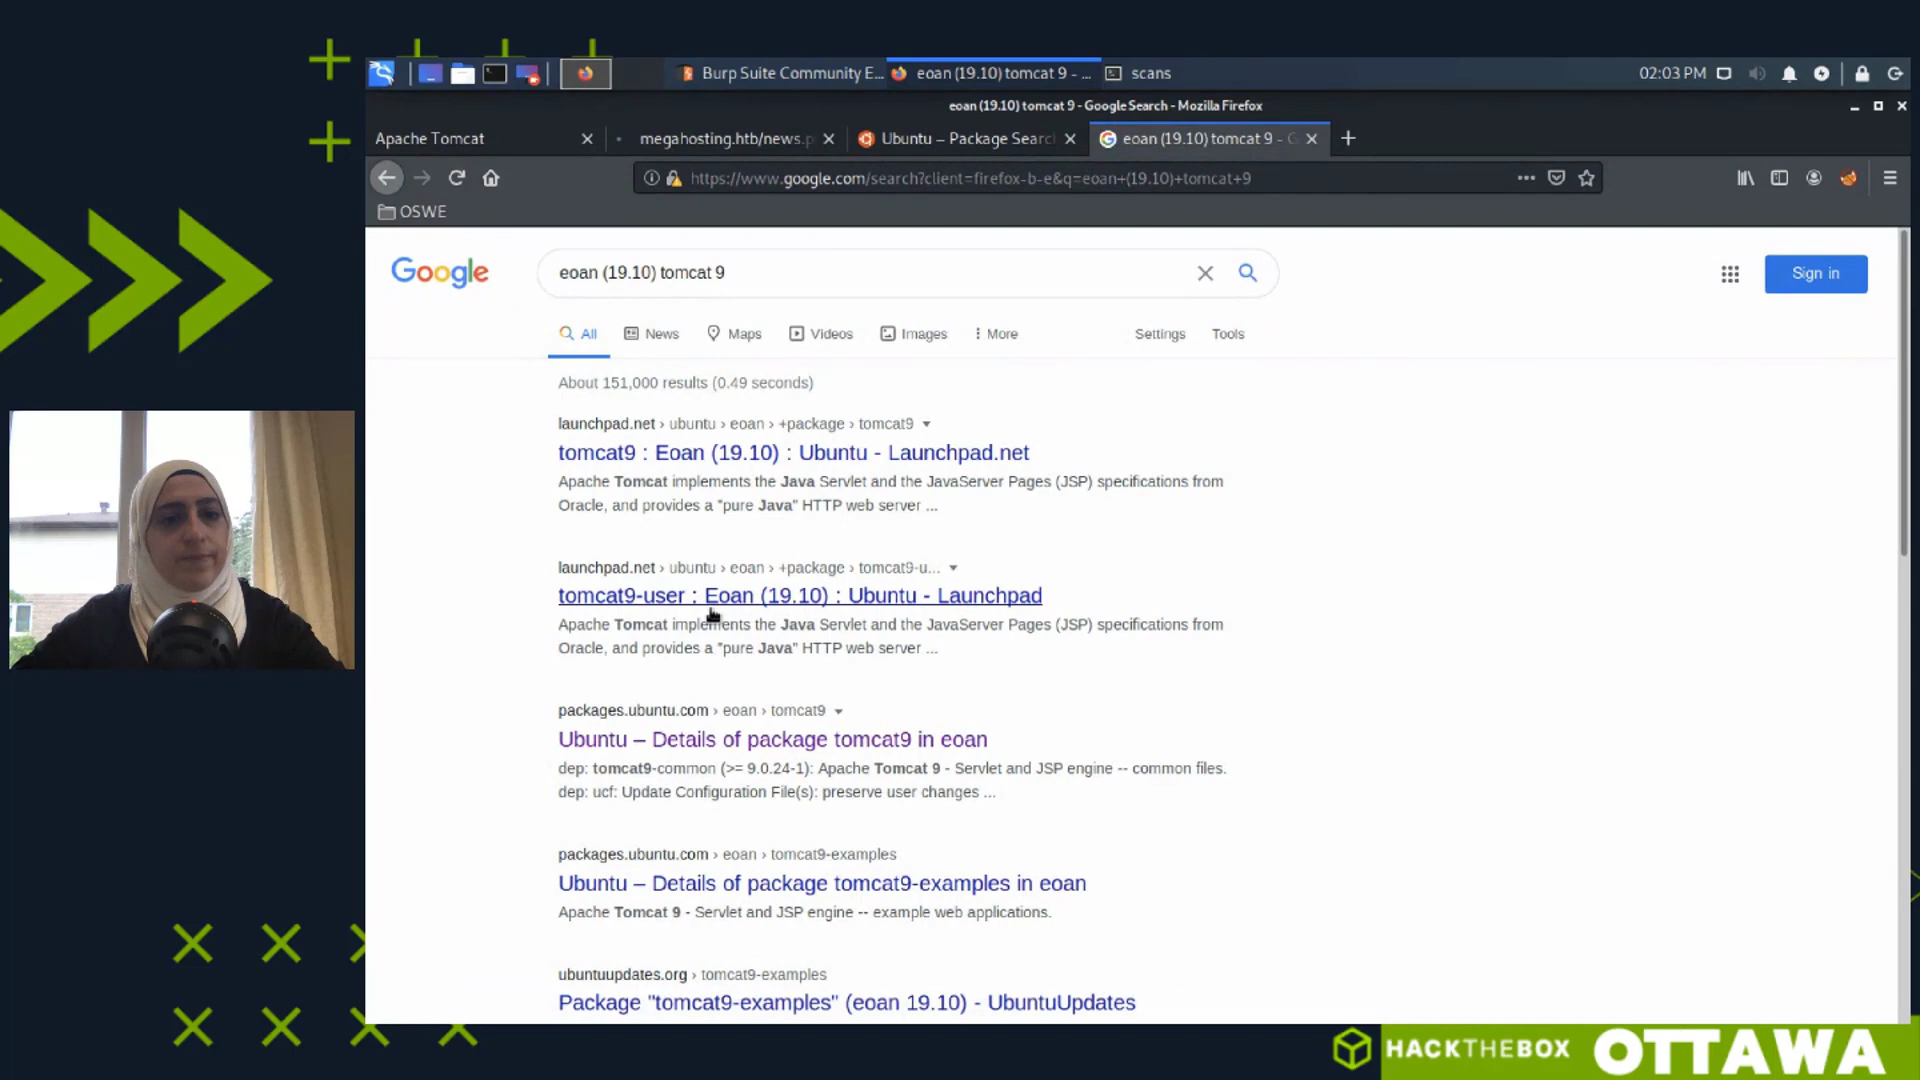 Burp Suite Community E...
eoan (19.10) tomcat 9 - ...
scans
02:03 PM
eoan (19.10) tomcat 9 - Google Search - Mozilla Firefox
Apache Tomcat
megahosting.htb/news.p
Ubuntu – Package Search
eoan (19.10) tomcat 9 - G
https://www.google.com/search?client=firefox-b-e&q=eoan+(19.10)+tomcat+9
OSWE
Google
eoan (19.10) tomcat 9
Sign in
All
News
Maps
Videos
Images
More
Settings
Tools
About 151,000 results (0.49 seconds)
launchpad.net › ubuntu › eoan › +package › tomcat9
tomcat9 : Eoan (19.10) : Ubuntu - Launchpad.net
Apache Tomcat implements the Java Servlet and the JavaServer Pages (JSP) specifications from
Oracle, and provides a "pure Java" HTTP web server ...
launchpad.net › ubuntu › eoan › +package › tomcat9-u...
tomcat9-user : Eoan (19.10) : Ubuntu - Launchpad
Apache Tomcat implements the Java Servlet and the JavaServer Pages (JSP) specifications from
Oracle, and provides a "pure Java" HTTP web server ...
packages.ubuntu.com › eoan › tomcat9
Ubuntu – Details of package tomcat9 in eoan
dep: tomcat9-common (>= 9.0.24-1): Apache Tomcat 9 - Servlet and JSP engine -- common files.
dep: ucf: Update Configuration File(s): preserve user changes ...
packages.ubuntu.com › eoan › tomcat9-examples
Ubuntu – Details of package tomcat9-examples in eoan
Apache Tomcat 9 - Servlet and JSP engine -- example web applications.
ubuntuupdates.org › tomcat9-examples
Package "tomcat9-examples" (eoan 19.10) - UbuntuUpdates
HACKTHEBOX OTTAWA